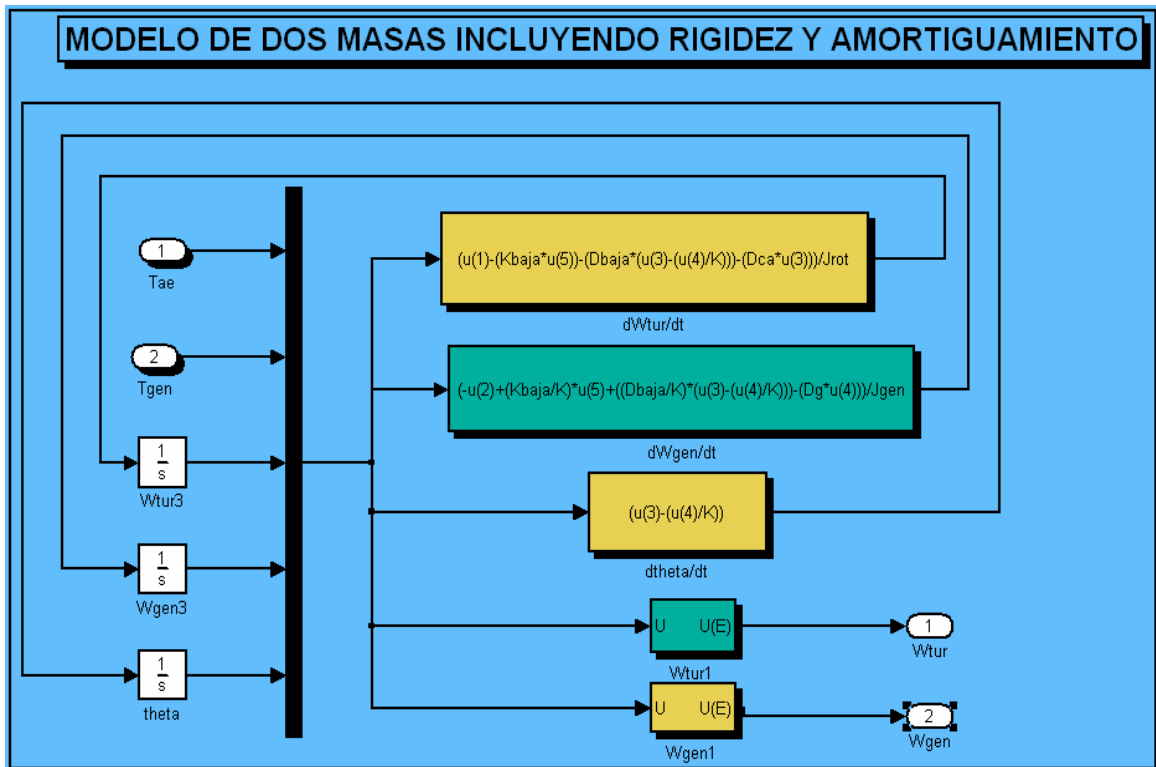 MODELO DE DOS MASAS INCLUYENDO RIGIDEZ Y AMORTIGUAMIENTO
1
Tae
2
Tgen
1
s
Wtur3
1
s
Wgen3
1
s
theta
(u(1)-(Kbaja*u(5))-(Dbaja*(u(3)-(u(4)/K)))-(Dca*u(3)))/Jrot
dWtur/dt
(-u(2)+(Kbaja/K)*u(5)+((Dbaja/K)*(u(3)-(u(4)/K)))-(Dg*u(4)))/Jgen
dWgen/dt
(u(3)-(u(4)/K))
dtheta/dt
U U(E)
Wtur1
U U(E)
Wgen1
1
Wtur
2
Wgen